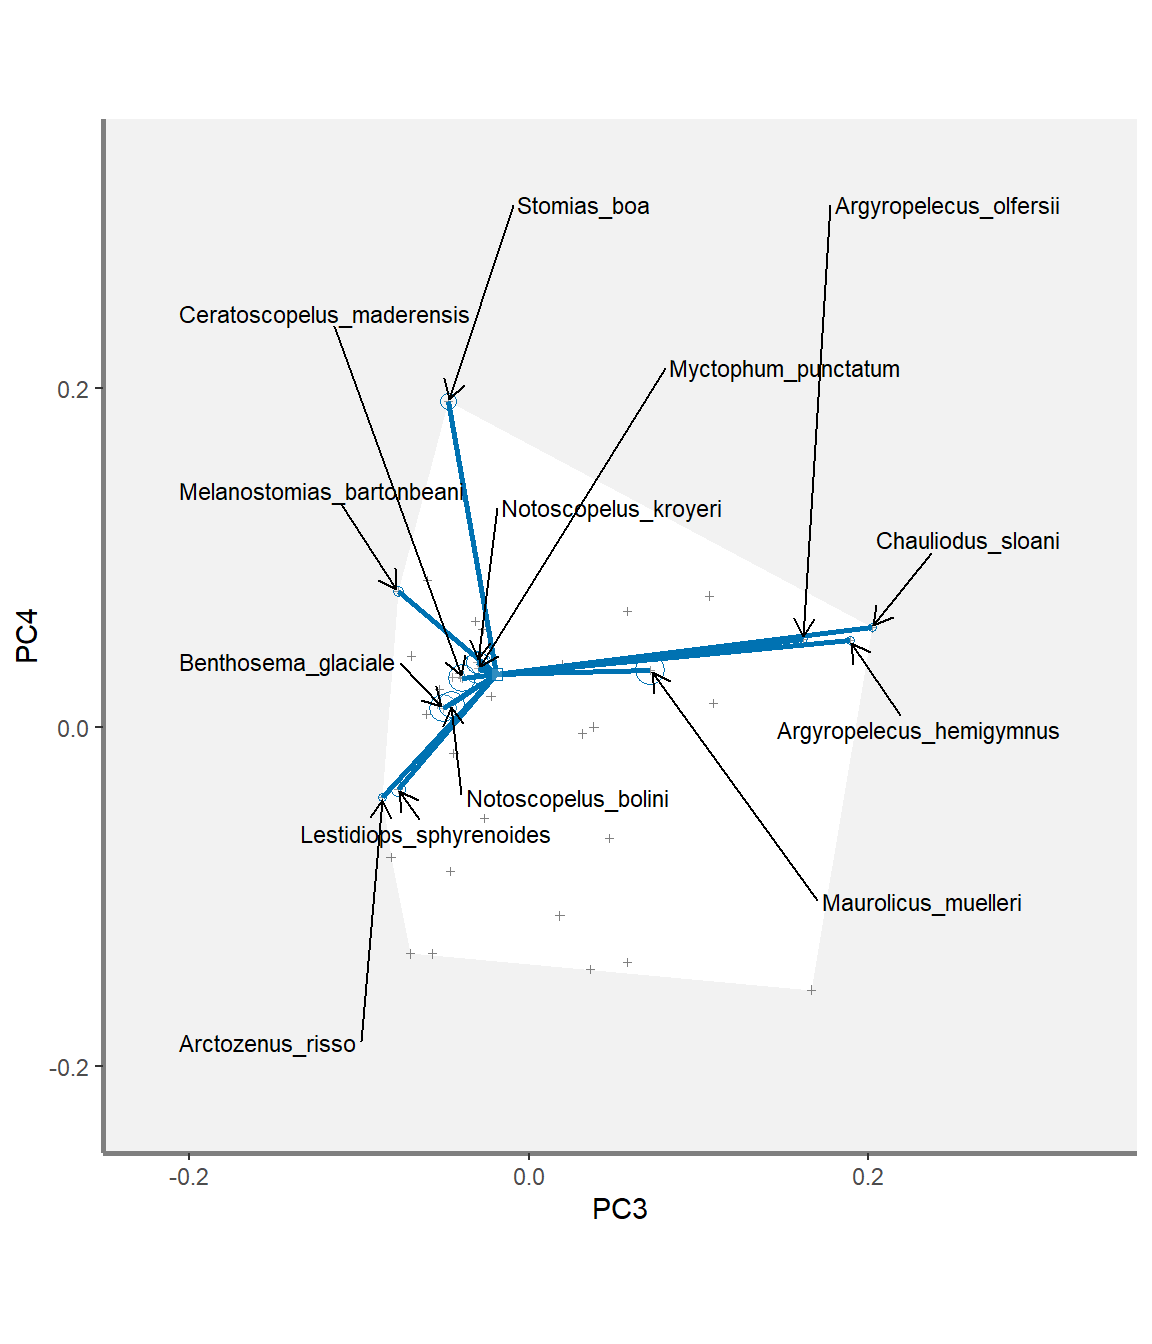 Stomias_boa
Argyropelecus_olfersii
Ceratoscopelus_maderensis
Myctophum_punctatum
0.2
Melanostomias_bartonbeani
Notoscopelus_kroyeri
Chauliodus_sloani
PC4
Benthosema_glaciale
0.0
Argyropelecus_hemigymnus
Notoscopelus_bolini
Lestidiops_sphyrenoides
Maurolicus_muelleri
Arctozenus_risso
-0.2
-0.2
0.0
0.2
PC3